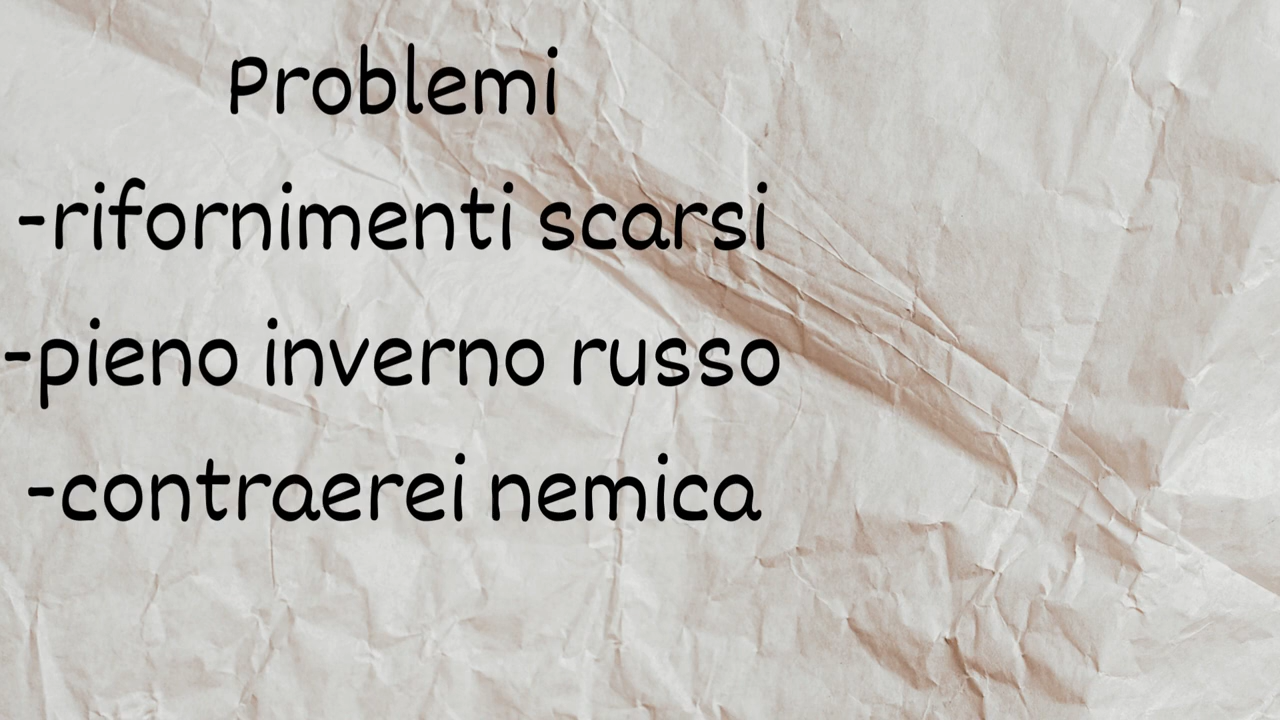 Problemi
-rifornimenti scarsi
-pieno inverno russo
-contraerei nemica